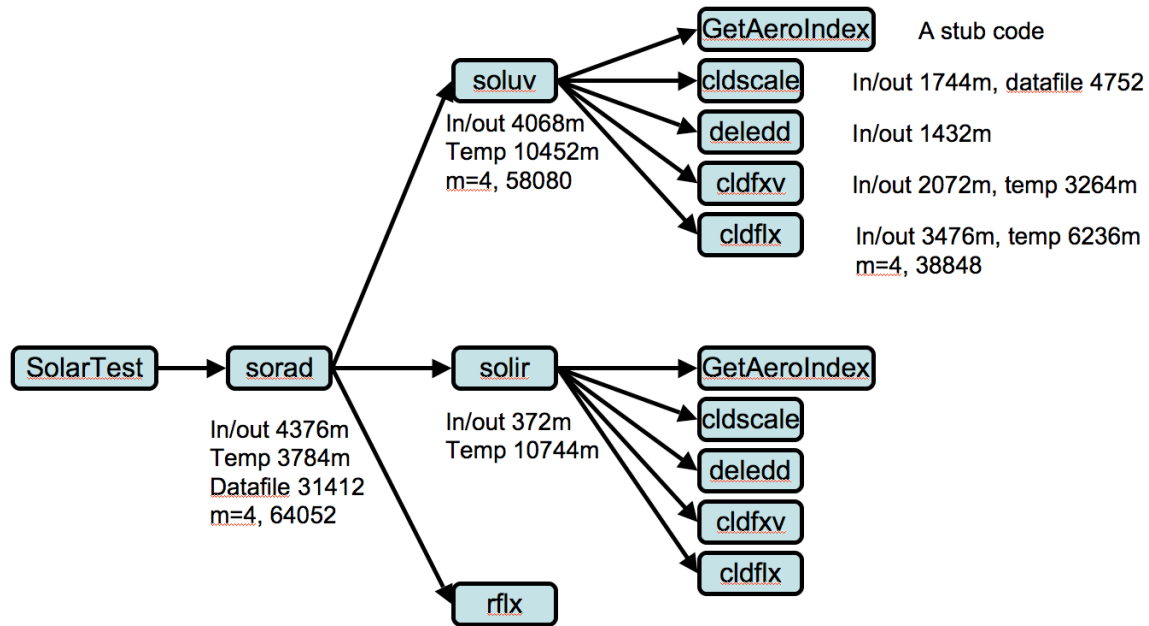 GetAeroIndex
A stub code
soluv
cldscale
In/out 1744m, datafile 4752
In/out 4068m
Temp 10452m
m=4, 58080
deledd
In/out 1432m
cldfxv
In/out 2072m, temp 3264m
cldflx
In/out 3476m, temp 6236m
m=4, 38848
SolarTest
sorad
In/out 4376m
Temp 3784m
Datafile 31412
m=4, 64052
solir
In/out 372m
Temp 10744m
GetAeroIndex
cldscale
deledd
cldfxv
cldflx
rflx